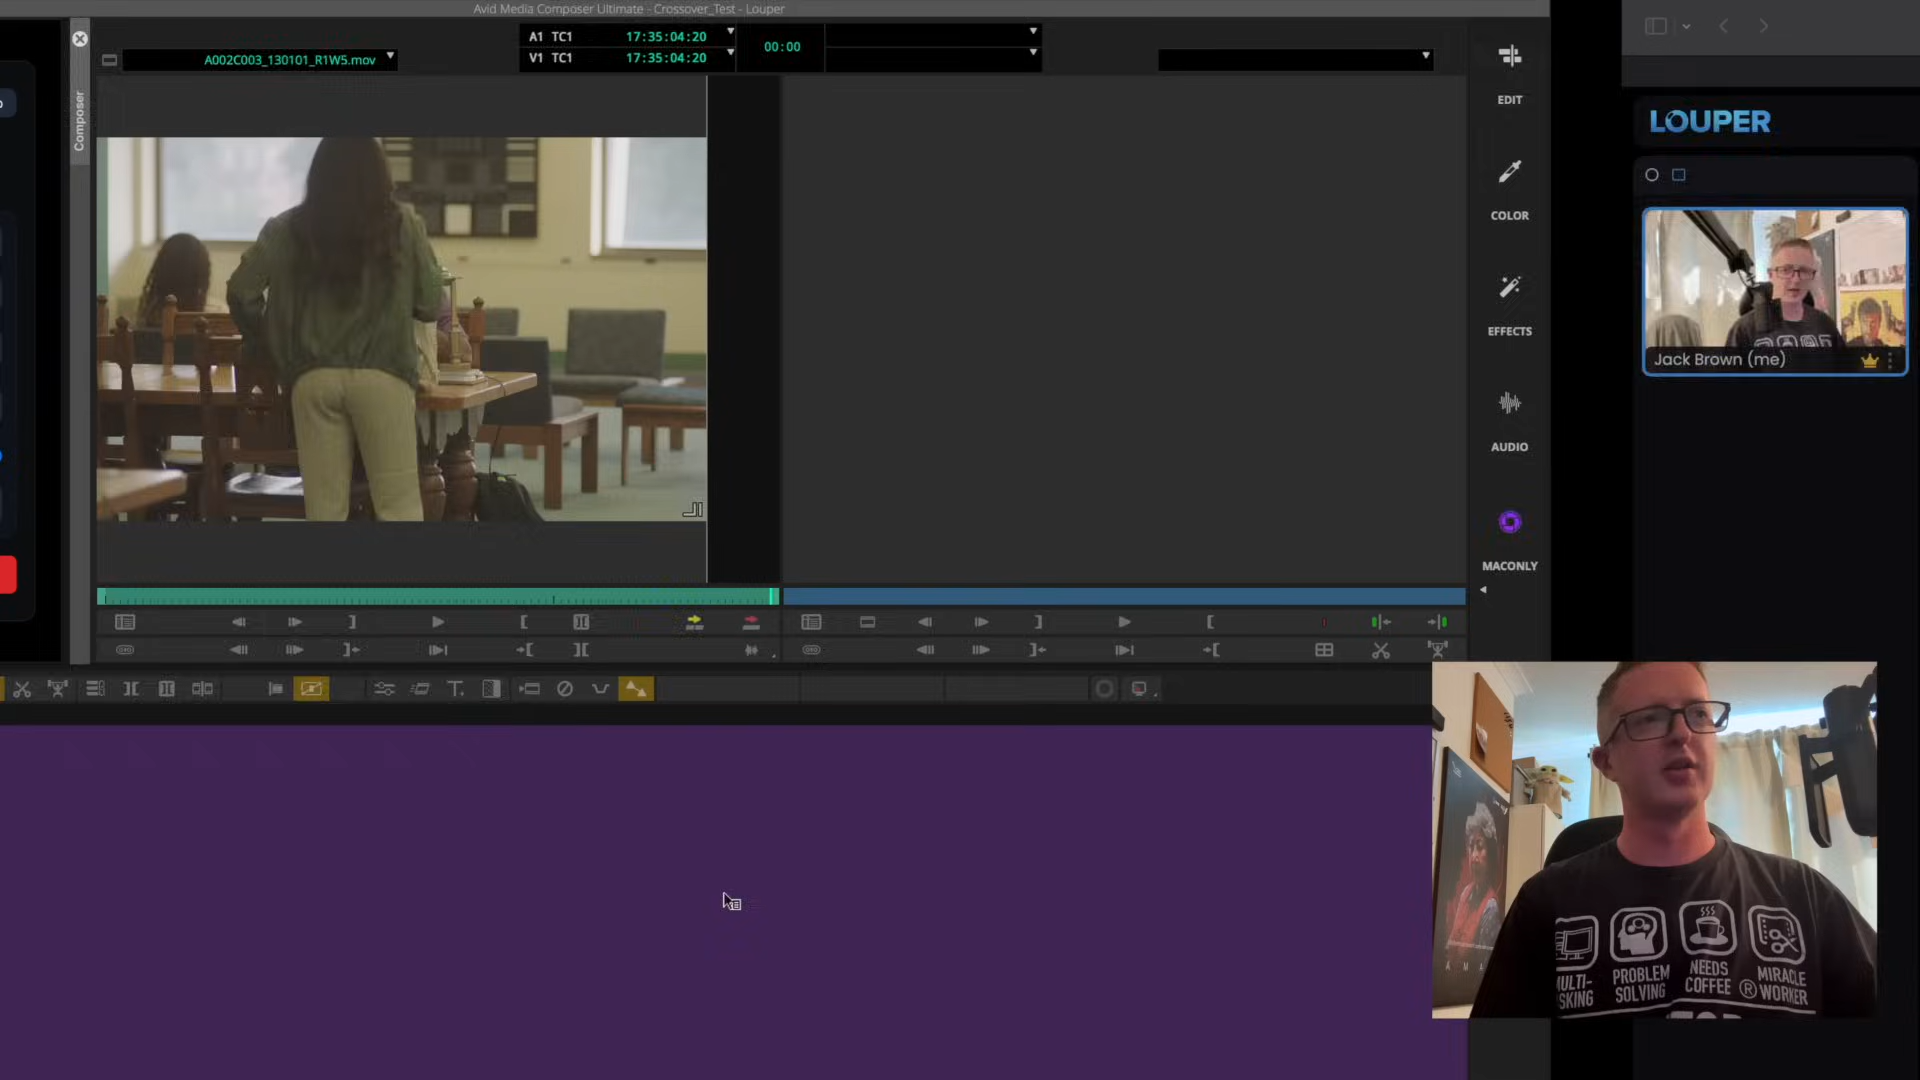 Avid Media Composer Ultimate - Crossover_Test - Louper
Composer
A002C003_130101_R1W5.mov
A1 TC1 17:35:04:20
V1 TC1 17:35:04:20
00:00
EDIT
COLOR
EFFECTS
AUDIO
MACONLY
LOUPER
Jack Brown (me)
MULTI-
SKING
PROBLEM
SOLVING
NEEDS
COFFEE
®
MIRACLE
WORKER